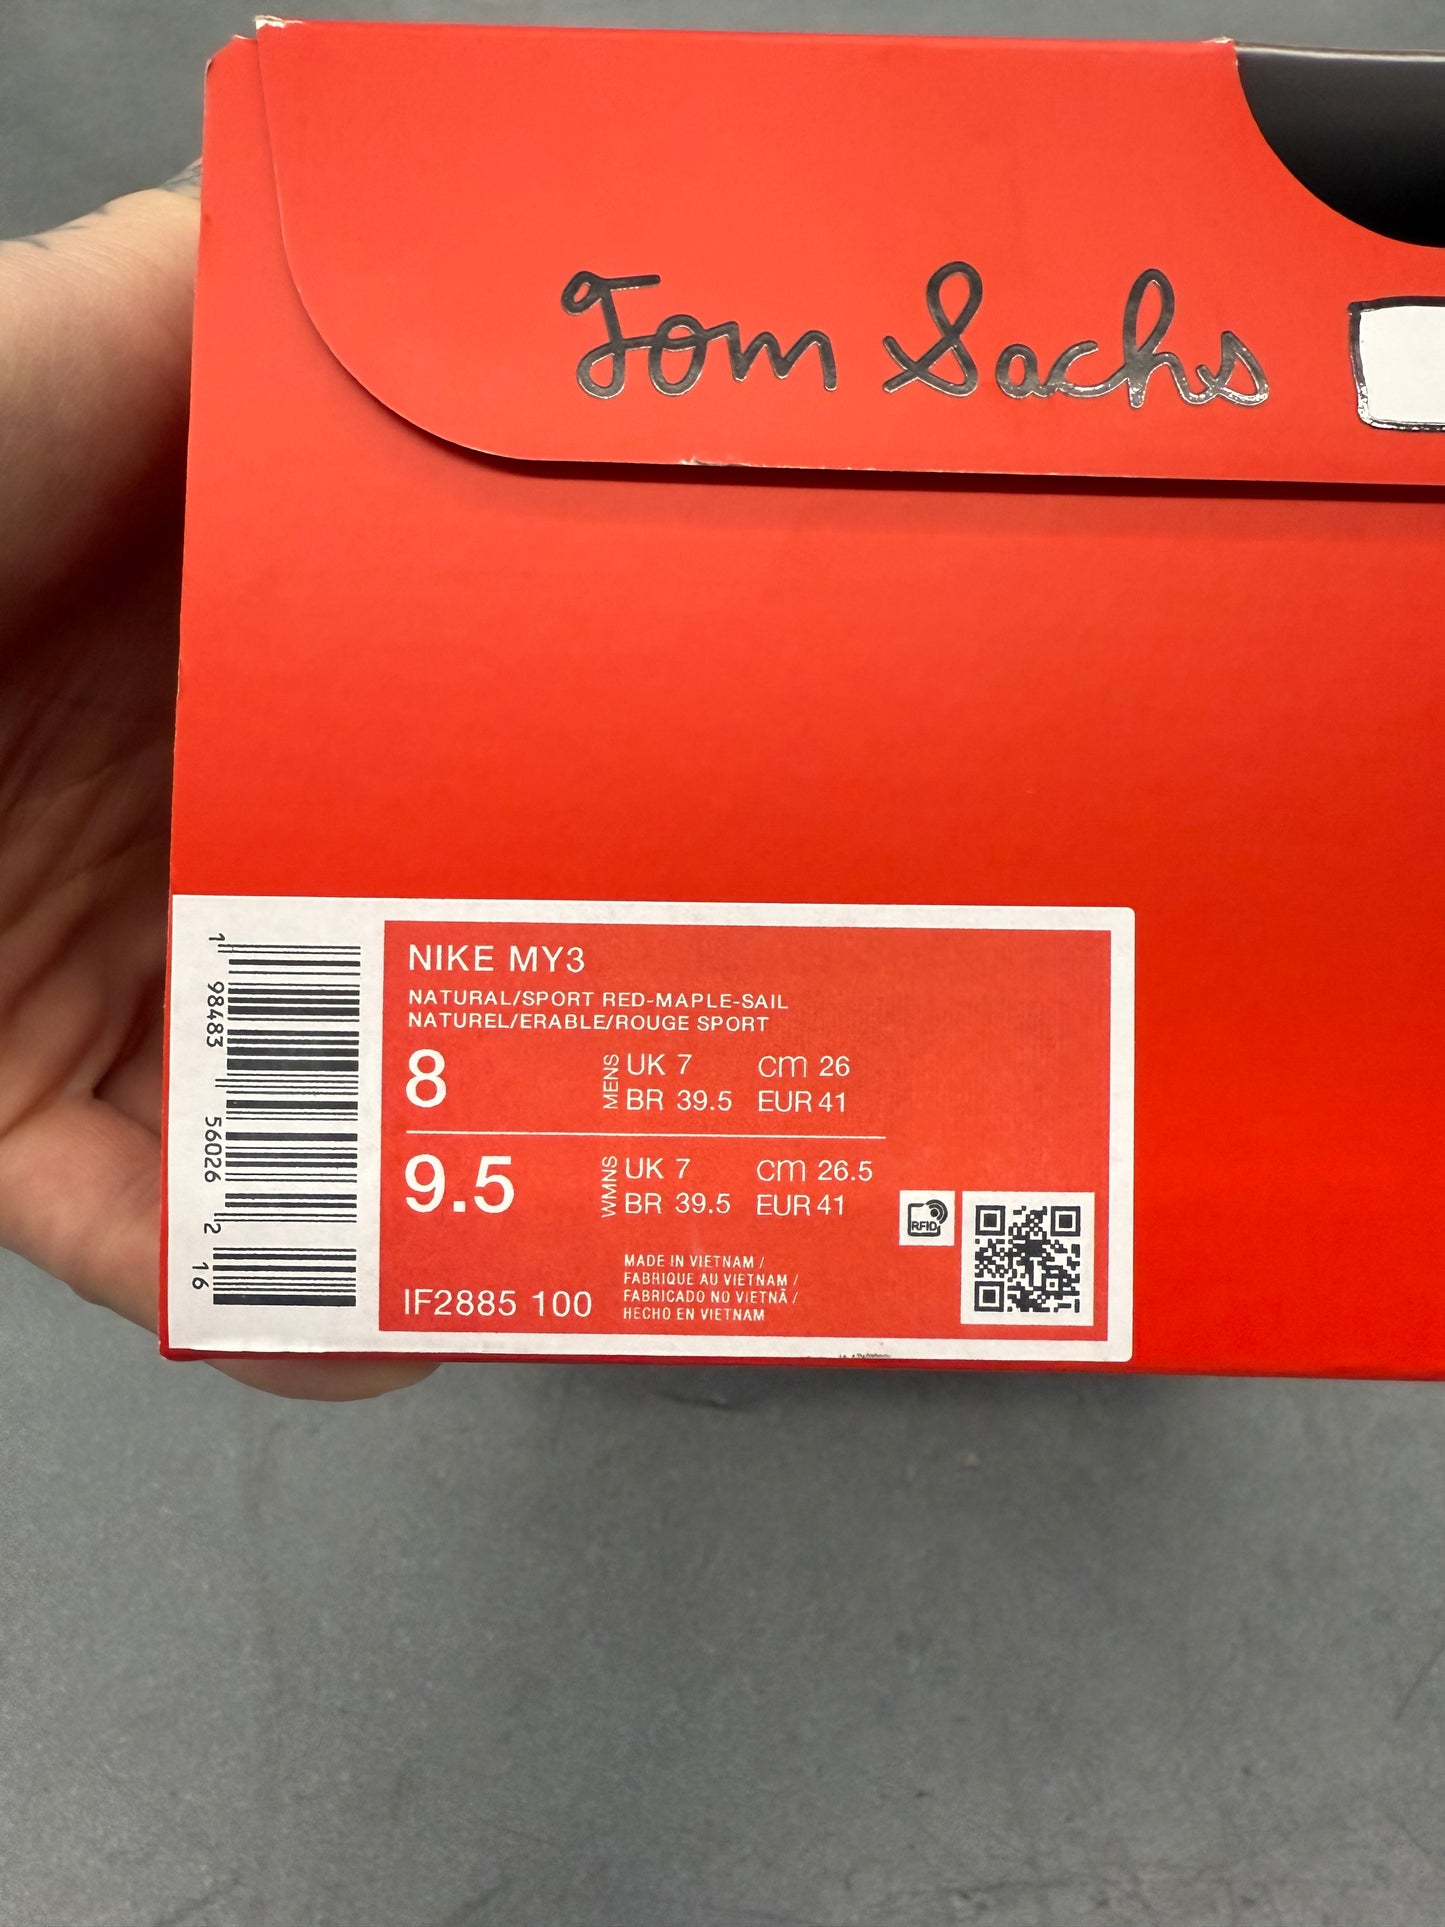 Tom Sachs
NIKE MY3
NATURAL/SPORT RED-MAPLE-SAIL
NATUREL/ERABLE/ROUGE SPORT
8 MENS UK 7 cm 26
BR 39.5 EUR 41
9.5 WMNS UK 7 cm 26.5
BR 39.5 EUR 41
RFID
MADE IN VIETNAM /
FABRIQUE AU VIETNAM /
FABRICADO NO VIETNÃ /
HECHO EN VIETNAM
IF2885 100
1 98483 56026 2 16